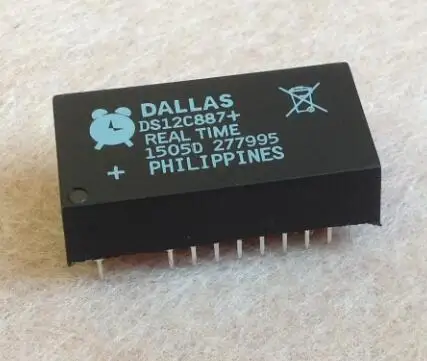 DALLAS
DS12C887+
REAL TIME
1505D 277995
+ PHILIPPINES